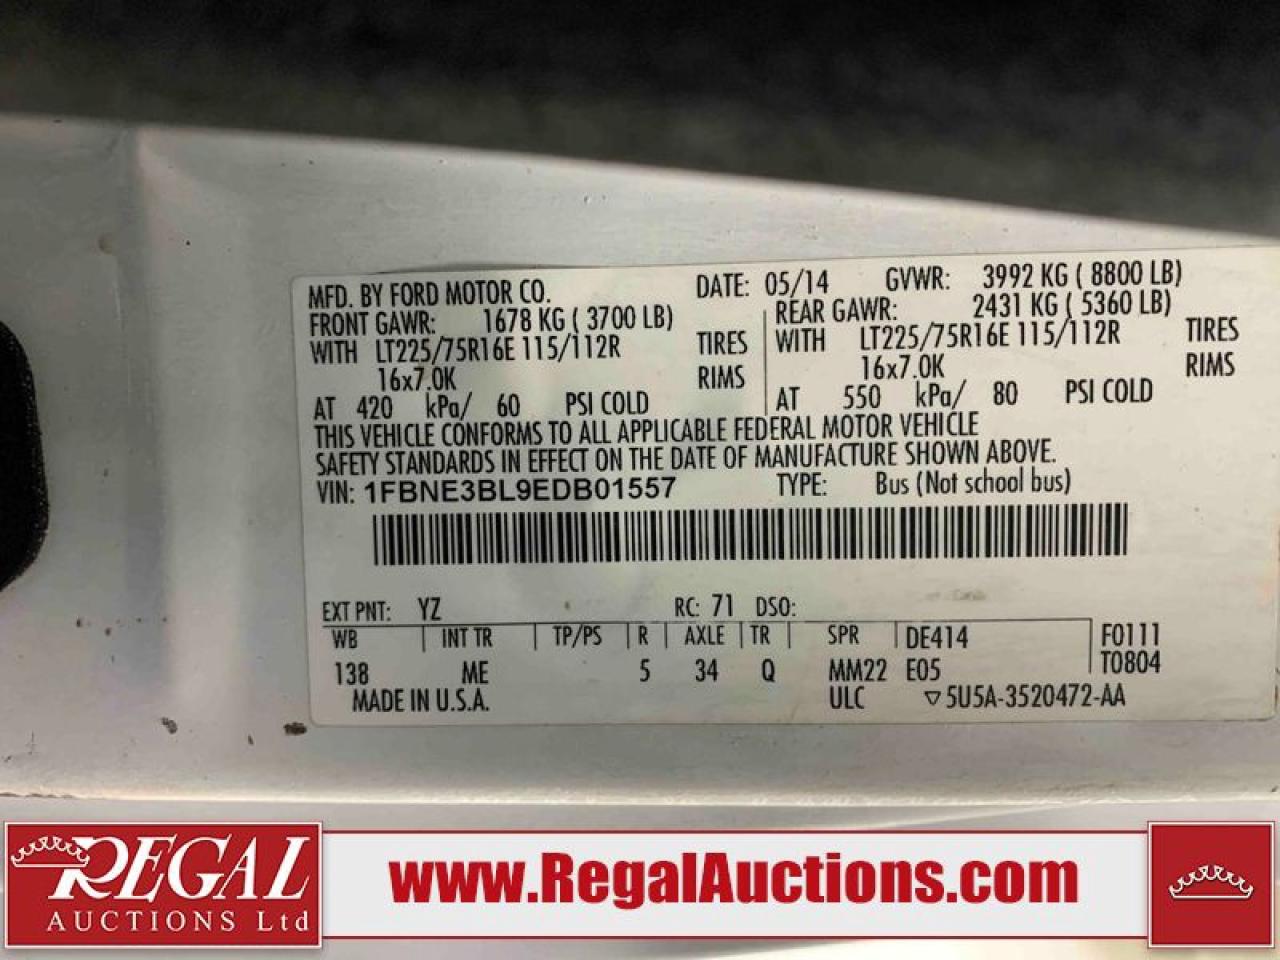 MFD. BY FORD MOTOR CO. DATE: 05/14 GVWR: 3992 KG ( 8800 LB)
FRONT GAWR: 1678 KG ( 3700 LB) REAR GAWR: 2431 KG ( 5360 LB)
WITH LT225/75R16E 115/112R TIRES WITH LT225/75R16E 115/112R TIRES
16x7.0K RIMS 16x7.0K RIMS
AT 420 kPa/ 60 PSI COLD AT 550 kPa/ 80 PSI COLD
THIS VEHICLE CONFORMS TO ALL APPLICABLE FEDERAL MOTOR VEHICLE
SAFETY STANDARDS IN EFFECT ON THE DATE OF MANUFACTURE SHOWN ABOVE.
VIN: 1FBNE3BL9EDB01557 TYPE: Bus (Not school bus)
EXT PNT: YZ RC: 71 DSO:
WB INT TR TP/PS R AXLE TR SPR DE414 F0111
138 ME 5 34 Q MM22 E05 T0804
MADE IN U.S.A. ULC ▽5U5A-3520472-AA
REGAL
AUCTIONS Ltd
www.RegalAuctions.com